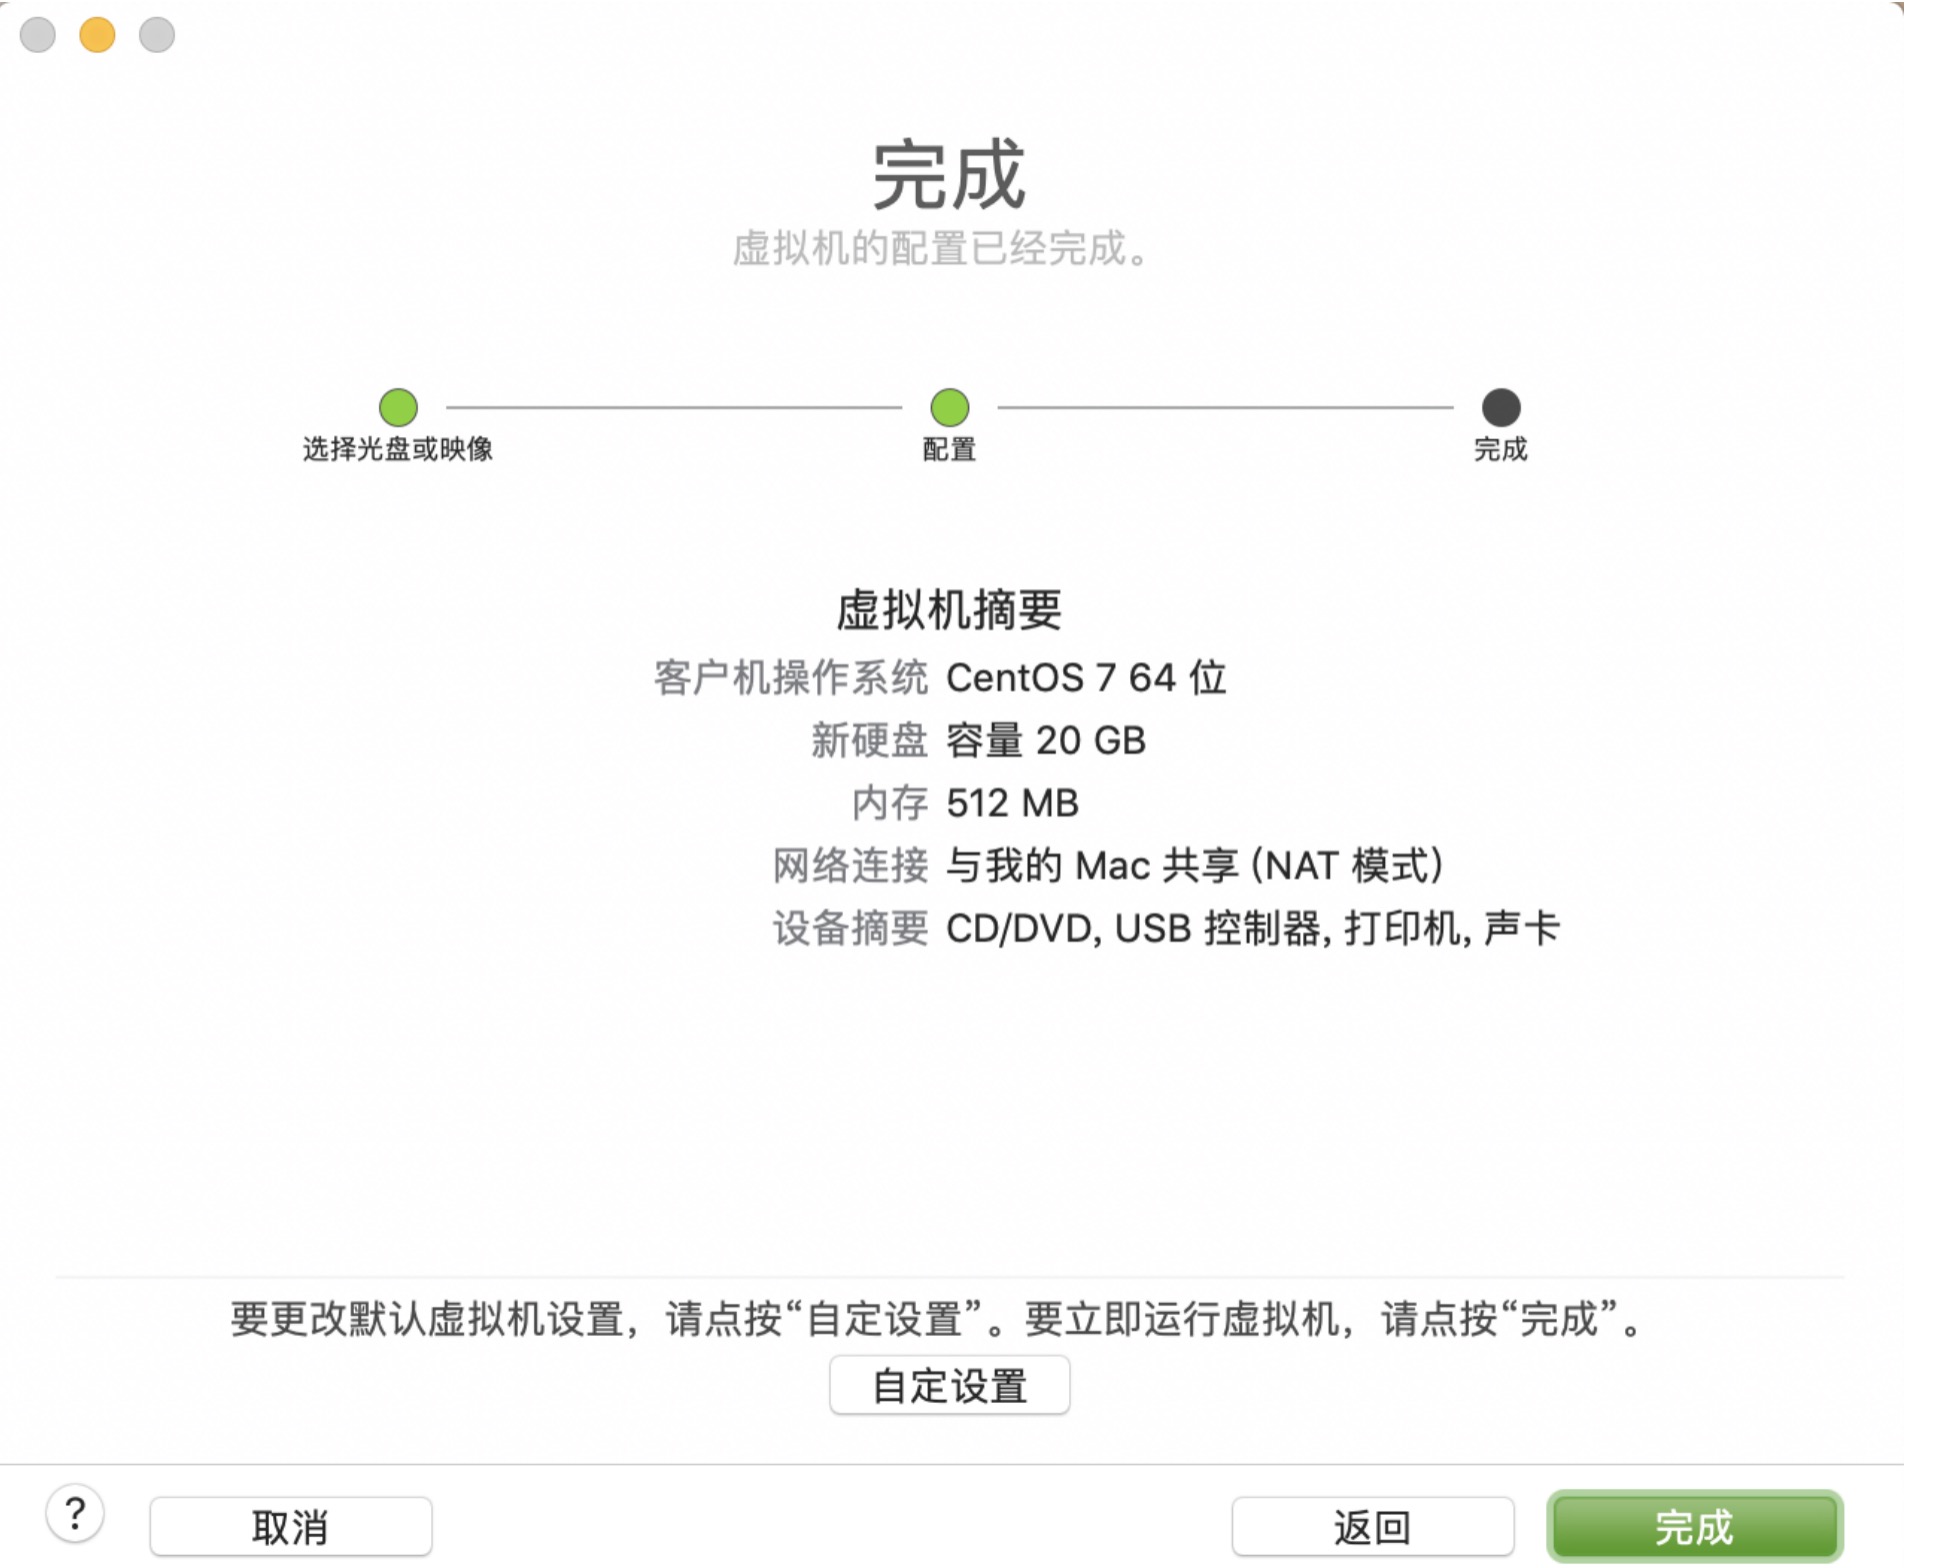 完成
虚拟机的配置已经完成。
选择光盘或映像
配置
完成
虚拟机摘要
客户机操作系统 CentOS 7 64 位
新硬盘 容量 20 GB
内存 512 MB
网络连接 与我的 Mac 共享 (NAT 模式)
设备摘要 CD/DVD, USB 控制器, 打印机, 声卡
要更改默认虚拟机设置，请点按“自定设置”。要立即运行虚拟机，请点按“完成”。
自定设置
?
取消
返回
完成